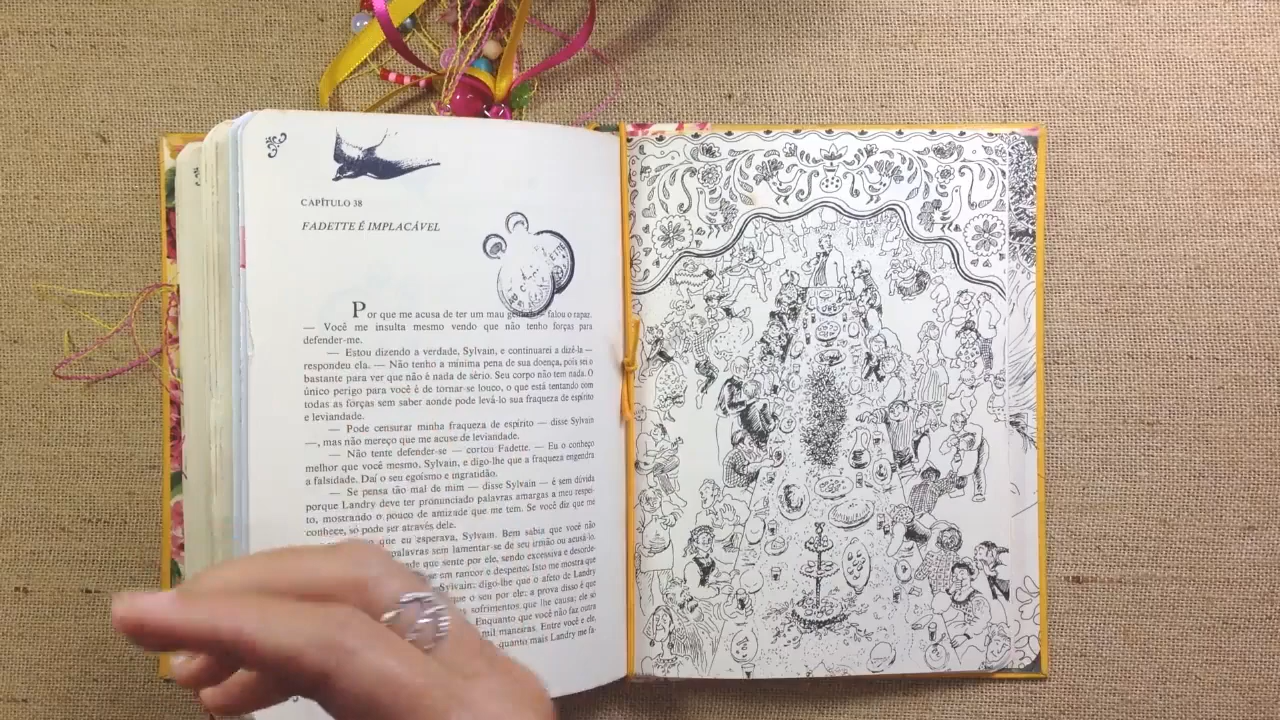 CAPÍTULO 38
FADETTE É IMPLACÁVEL
Por que me acusa de ter um mau — falou o rapaz.
— Você me insulta mesmo vendo que não tenho forças para
defender-me.
— Estou dizendo a verdade, Sylvain, e continuarei a dizê-la —
respondeu ela. — Não tenho a mínima pena de sua doença, pois sei o
bastante para ver que não é nada de sério. Seu corpo não tem nada. O
único perigo para você é de tornar-se louco, o que está tentando com
todas as forças sem saber aonde pode levá-lo sua fraqueza de espírito
e leviandade.
— Pode censurar minha fraqueza de espírito — disse Sylvain
—, mas não mereço que me acuse de leviandade.
— Não tente defender-se — cortou Fadette. — Eu o conheço
melhor que você mesmo, Sylvain, e digo-lhe que a fraqueza engendra
a falsidade. Daí o seu egoísmo e ingratidão.
— Se pensa tão mal de mim — disse Sylvain — é sem dúvida
porque Landry deve ter pronunciado palavras amargas a meu respei-
to, mostrando o pouco de amizade que me tem. Se você diz que me
conhece, só pode ser através dele.
que eu esperava, Sylvain. Bem sabia que você não
palavras sem lamentar-se de seu irmão ou acusá-lo.
que sente por ele, sendo excessiva e desorde-
em rancor e despeito. Isto me mostra que
Sylvain: digo-lhe que o afeto de Landry
que o seu por ele; a prova disso é que
sofrimentos que lhe causa; ele só
Enquanto que você não faz outra
mil maneiras. Entre você e ele,
quanto mais Landry me fa-